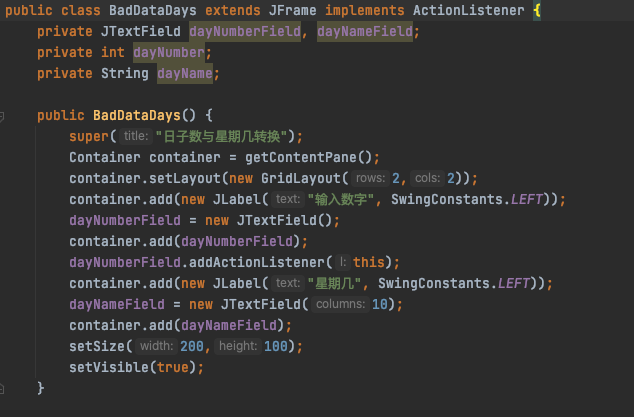 public class BadDataDays extends JFrame implements ActionListener {
private JTextField dayNumberField, dayNameField;
private int dayNumber;
private String dayName;
public BadDataDays() {
super( title: "日子数与星期几转换");
Container container = getContentPane();
container.setLayout(new GridLayout( rows: 2, cols: 2));
container.add(new JLabel( text: "输入数字", SwingConstants.LEFT));
dayNumberField = new JTextField();
container.add(dayNumberField);
dayNumberField.addActionListener( l: this);
container.add(new JLabel( text: "星期几", SwingConstants.LEFT));
dayNameField = new JTextField( columns: 10);
container.add(dayNameField);
setSize( width: 200, height: 100);
setVisible(true);
}